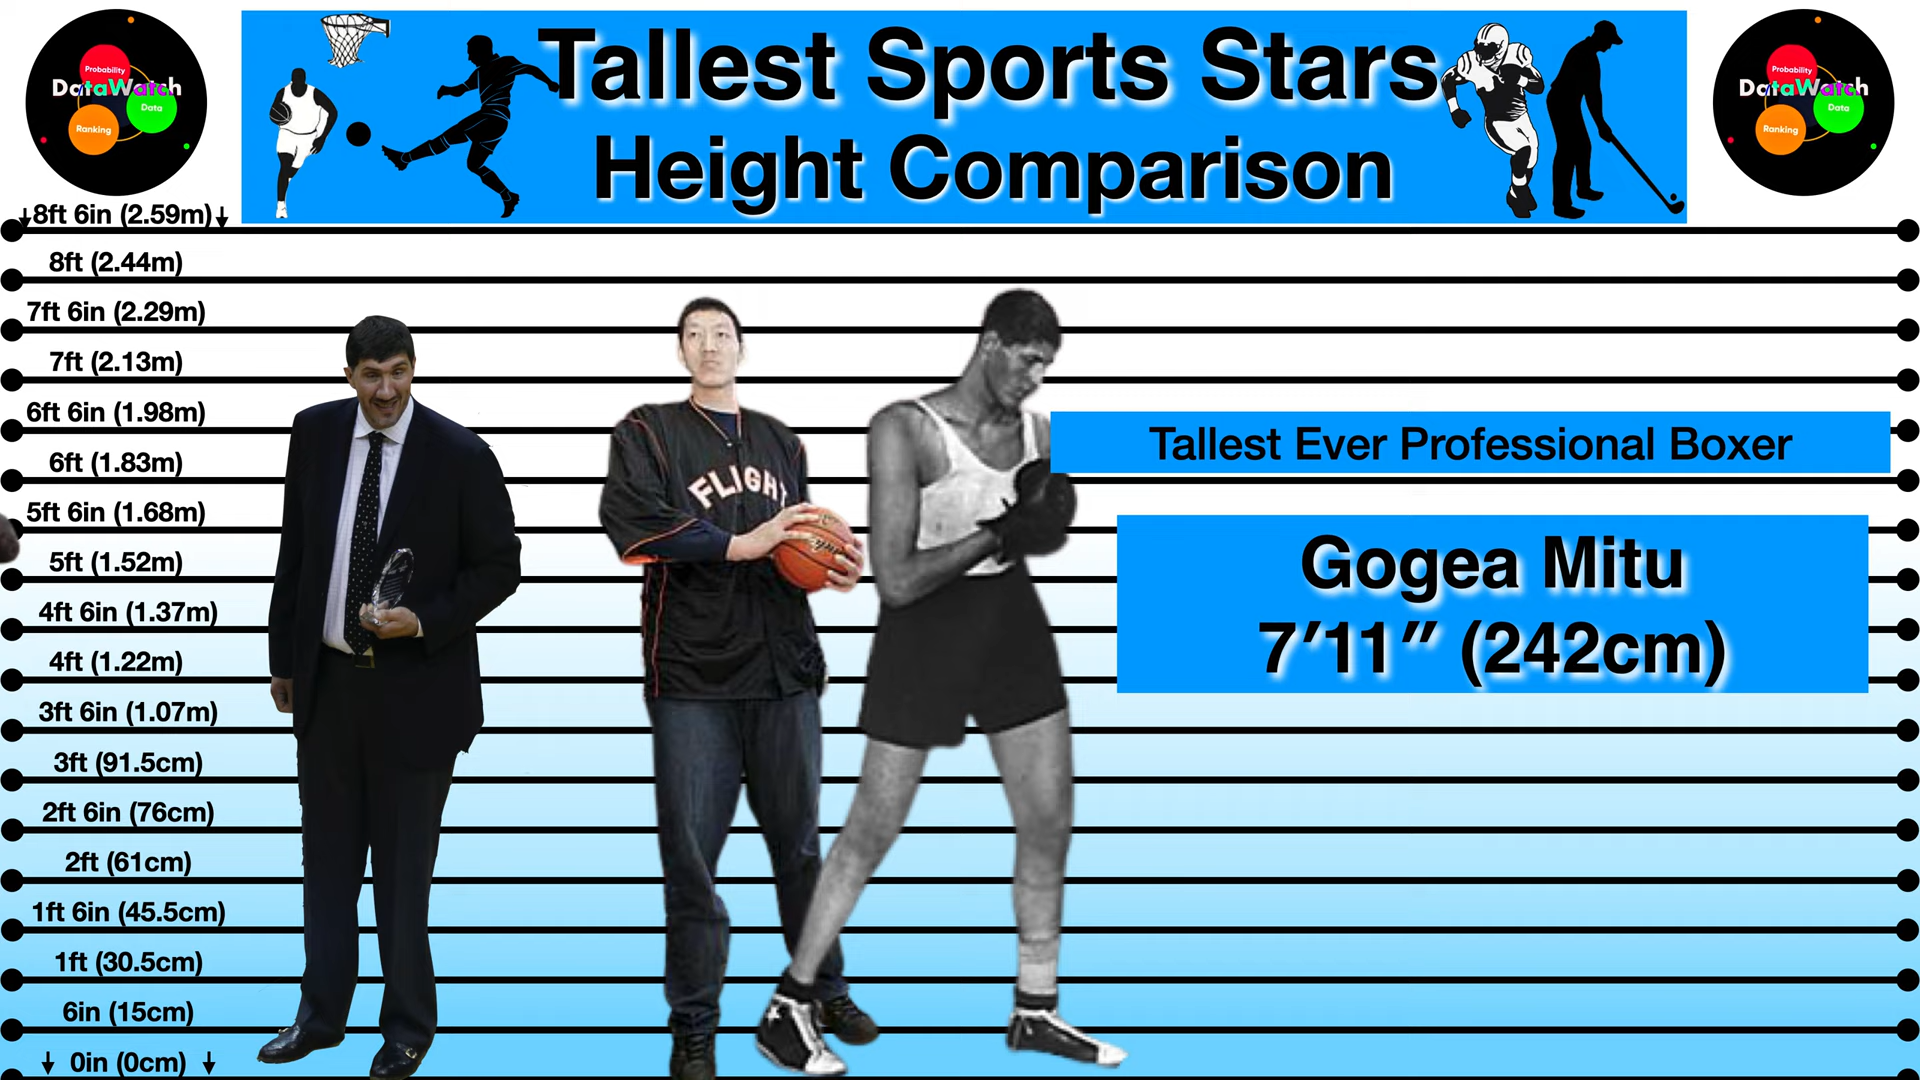 Probability
DataWatch
Data
Ranking
Tallest Sports Stars
Height Comparison
Probability
DataWatch
Data
Ranking
↓8ft 6in (2.59m)↓
8ft (2.44m)
7ft 6in (2.29m)
7ft (2.13m)
6ft 6in (1.98m)
6ft (1.83m)
5ft 6in (1.68m)
5ft (1.52m)
4ft 6in (1.37m)
4ft (1.22m)
3ft 6in (1.07m)
3ft (91.5cm)
2ft 6in (76cm)
2ft (61cm)
1ft 6in (45.5cm)
1ft (30.5cm)
6in (15cm)
↓ 0in (0cm) ↓
FLIGHT
Tallest Ever Professional Boxer
Gogea Mitu
7′11″ (242cm)